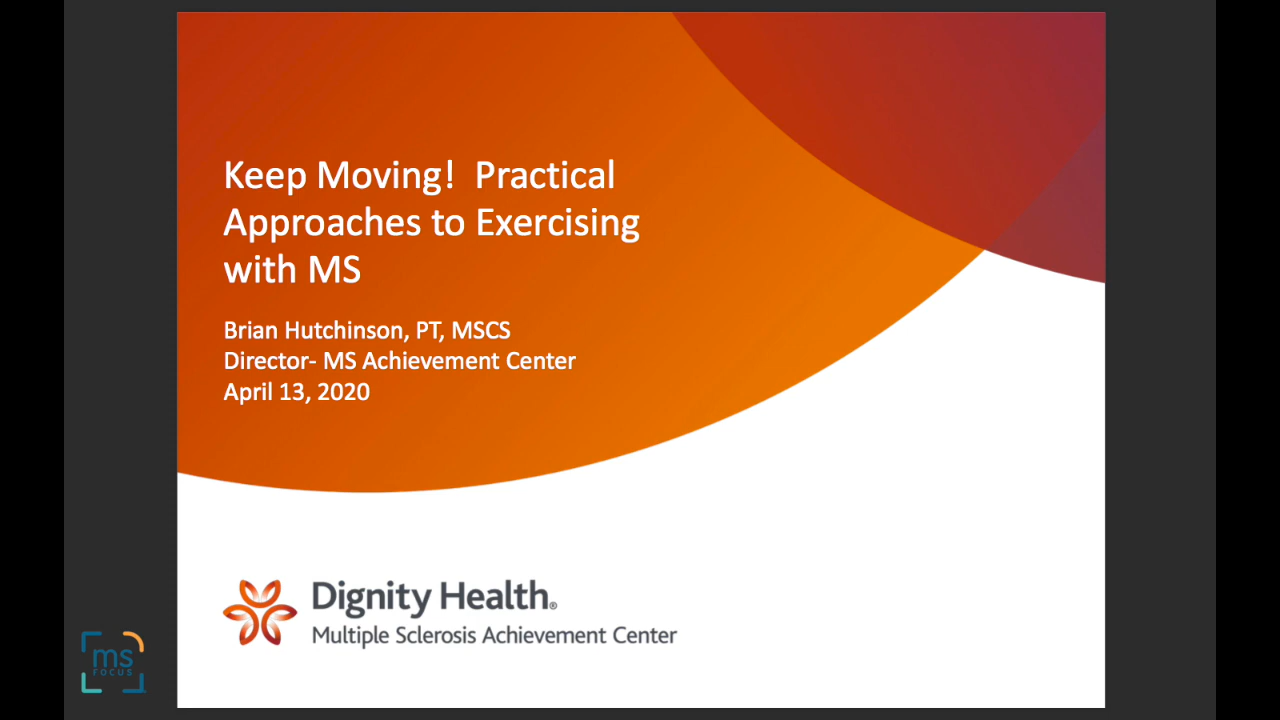 Keep Moving!  Practical
Approaches to Exercising
with MS
Brian Hutchinson, PT, MSCS
Director- MS Achievement Center
April 13, 2020
Dignity Health®
Multiple Sclerosis Achievement Center
ms
FOCUS